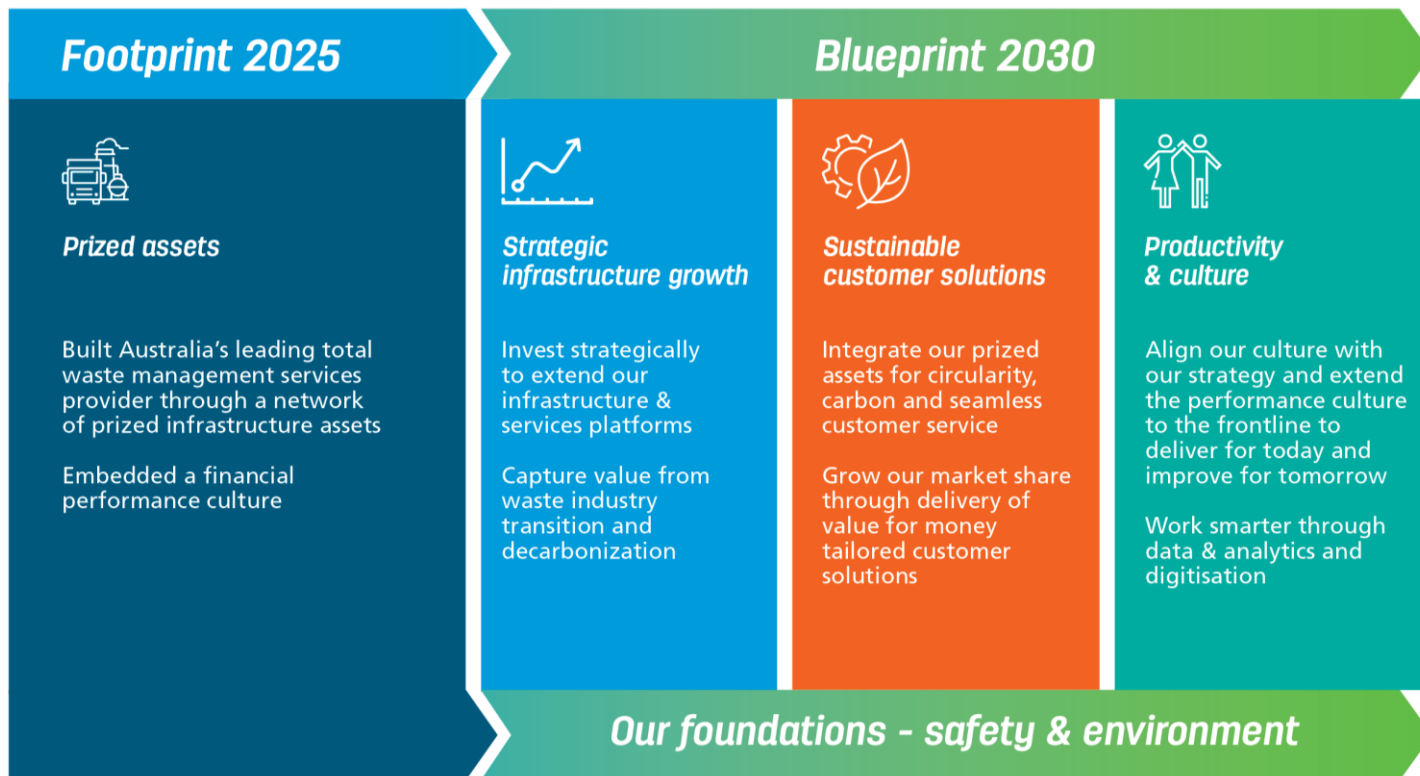 Footprint 2025
Blueprint 2030
Prized assets
Built Australia's leading total
waste management services
provider through a network
of prized infrastructure assets
Embedded a financial
performance culture
Strategic
infrastructure growth
Invest strategically
to extend our
infrastructure &
services platforms
Capture value from
waste industry
transition and
decarbonization
Sustainable
customer solutions
Integrate our prized
assets for circularity,
carbon and seamless
customer service
Grow our market share
through delivery of
value for money
tailored customer
solutions
Productivity
& culture
Align our culture with
our strategy and extend
the performance culture
to the frontline to
deliver for today and
improve for tomorrow
Work smarter through
data & analytics and
digitisation
Our foundations - safety & environment